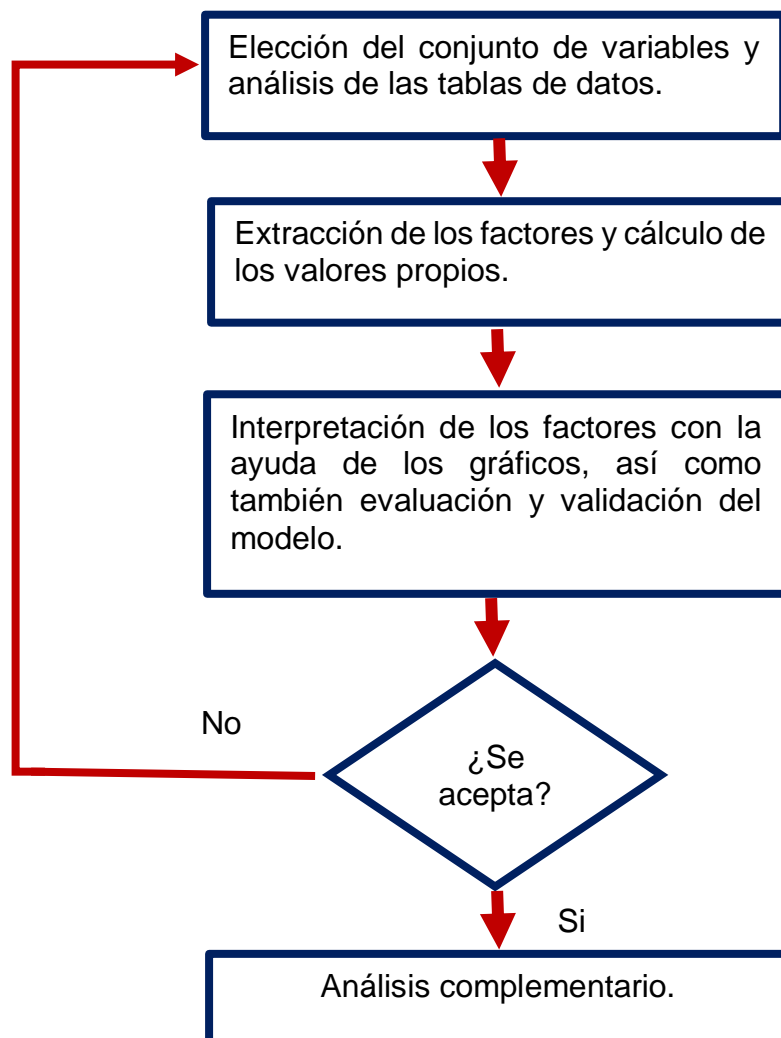 Elección del conjunto de variables y
análisis de las tablas de datos.
Extracción de los factores y cálculo de
los valores propios.
Interpretación de los factores con la
ayuda de los gráficos, así como
también evaluación y validación del
modelo.
No
¿Se
acepta?
Si
Análisis complementario.